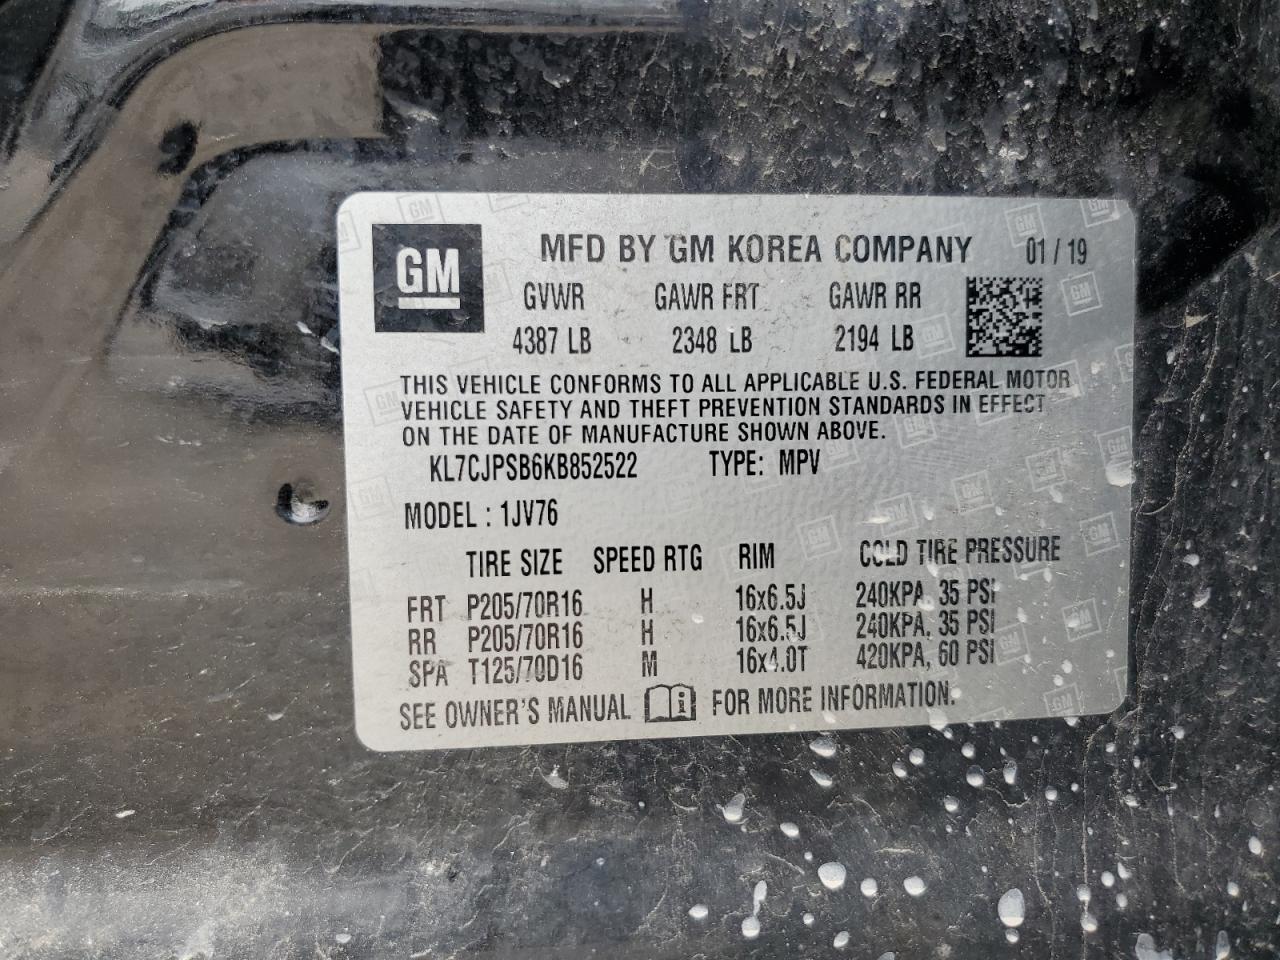 GM
MFD BY GM KOREA COMPANY 01 / 19
GVWR GAWR FRT GAWR RR
4387 LB 2348 LB 2194 LB
THIS VEHICLE CONFORMS TO ALL APPLICABLE U.S. FEDERAL MOTOR
VEHICLE SAFETY AND THEFT PREVENTION STANDARDS IN EFFECT
ON THE DATE OF MANUFACTURE SHOWN ABOVE.
KL7CJPSB6KB852522 TYPE: MPV
MODEL : 1JV76
TIRE SIZE SPEED RTG RIM COLD TIRE PRESSURE
FRT P205/70R16 H 16x6.5J 240KPA, 35 PSI
RR P205/70R16 H 16x6.5J 240KPA, 35 PSI
SPA T125/70D16 M 16x4.0T 420KPA, 60 PSI
SEE OWNER'S MANUAL i FOR MORE INFORMATION.